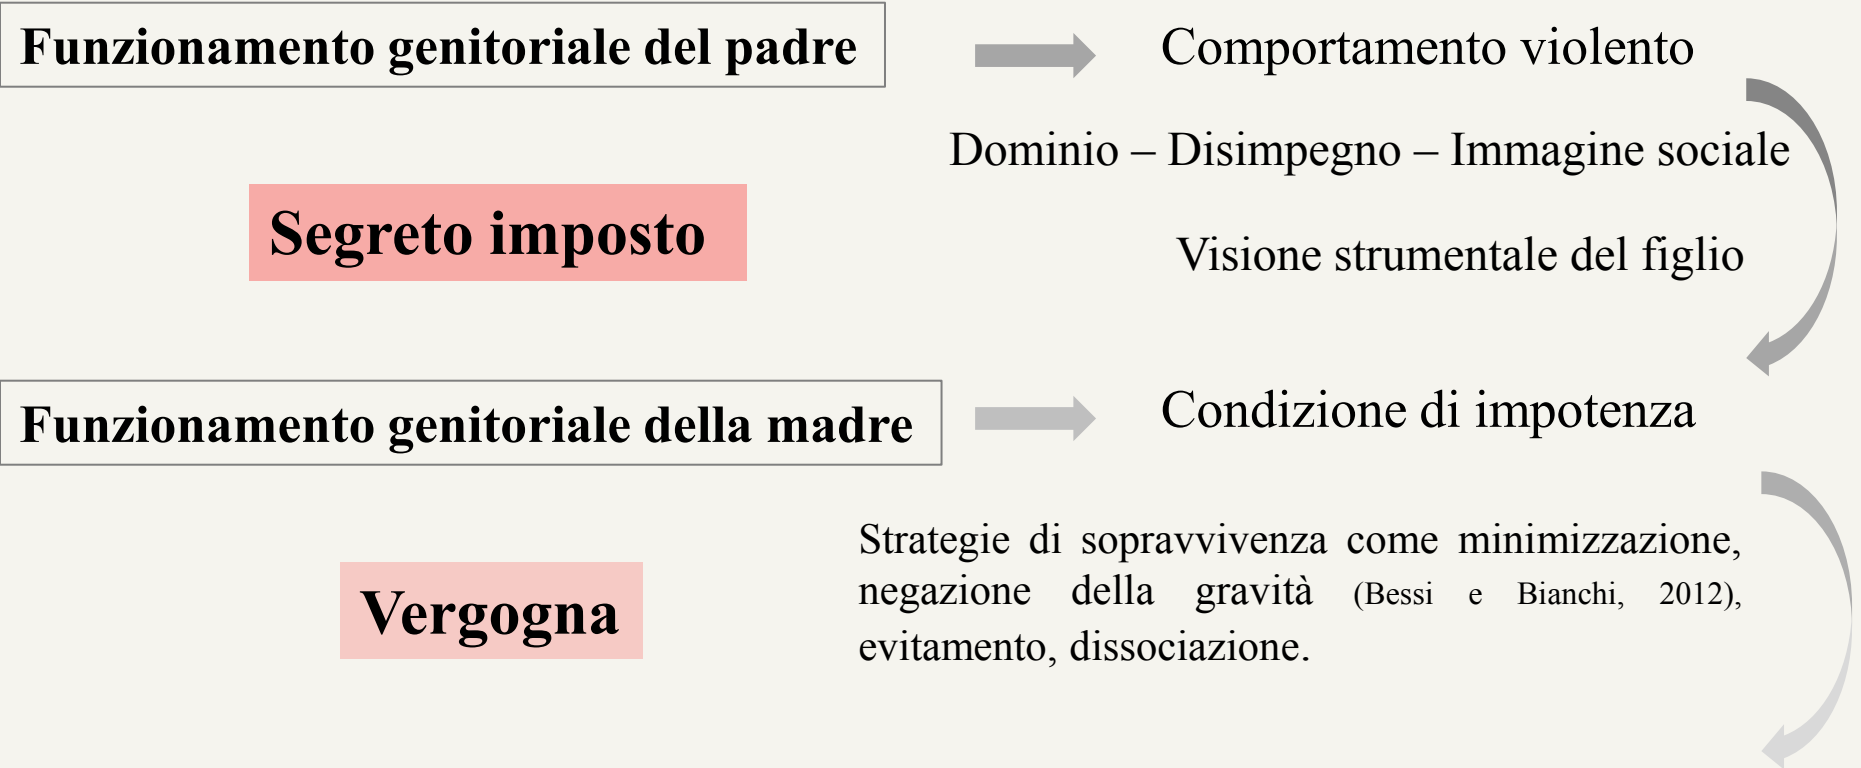 Funzionamento genitoriale del padre
Comportamento violento
Dominio – Disimpegno – Immagine sociale
Segreto imposto
Visione strumentale del figlio
Funzionamento genitoriale della madre
Condizione di impotenza
Strategie di sopravvivenza come minimizzazione,
negazione della gravità (Bessi e Bianchi, 2012),
evitamento, dissociazione.
Vergogna